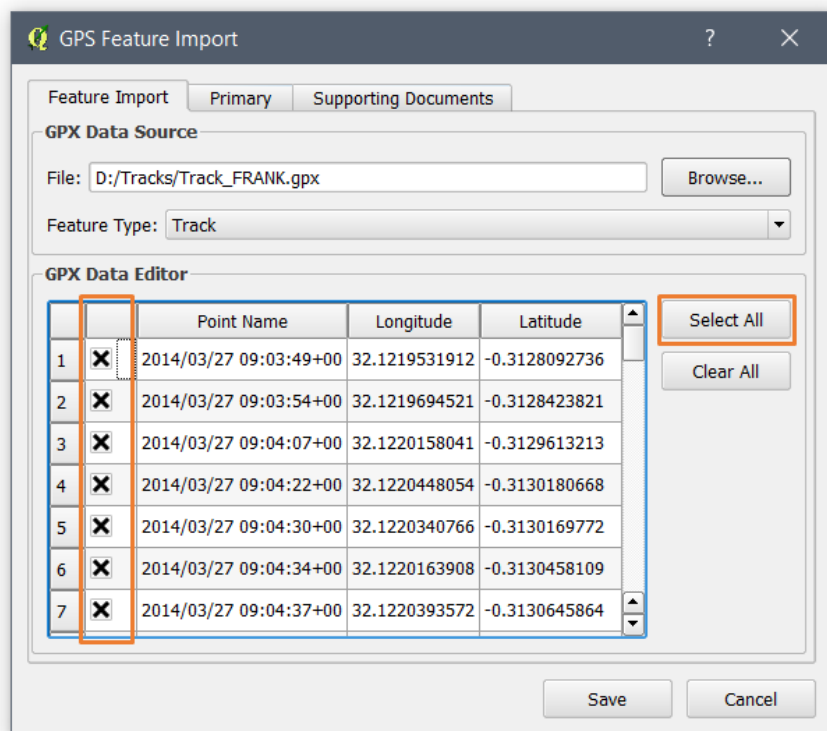 GPS Feature Import
Feature Import Primary Supporting Documents
GPX Data Source
File: D:/Tracks/Track_FRANK.gpx Browse...
Feature Type: Track
GPX Data Editor
Point Name Longitude Latitude Select All
1 2014/03/27 09:03:49+00 32.1219531912 -0.3128092736 Clear All
2 2014/03/27 09:03:54+00 32.1219694521 -0.3128423821
3 2014/03/27 09:04:07+00 32.1220158041 -0.3129613213
4 2014/03/27 09:04:22+00 32.1220448054 -0.3130180668
5 2014/03/27 09:04:30+00 32.1220340766 -0.3130169772
6 2014/03/27 09:04:34+00 32.1220163908 -0.3130458109
7 2014/03/27 09:04:37+00 32.1220393572 -0.3130645864
Save Cancel